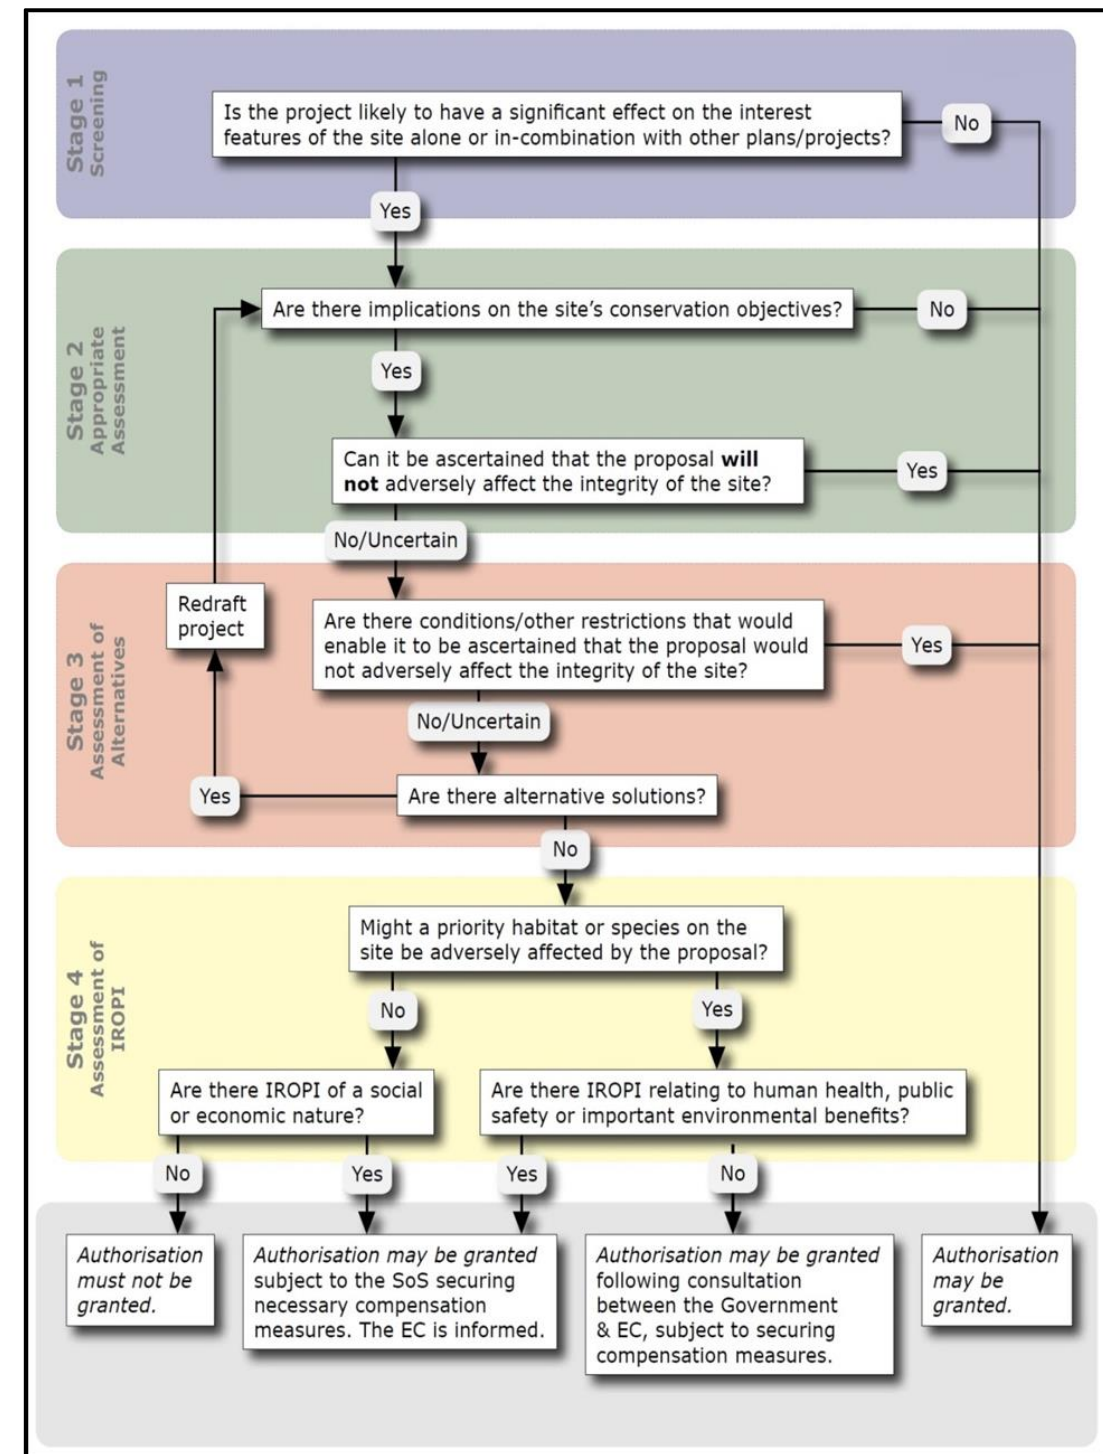 Stage 1
Screening
Is the project likely to have a significant effect on the interest
features of the site alone or in-combination with other plans/projects?
No
Yes
Stage 2
Appropriate
Assessment
Are there implications on the site's conservation objectives?
No
Yes
Can it be ascertained that the proposal will
not adversely affect the integrity of the site?
Yes
No/Uncertain
Stage 3
Assessment of
Alternatives
Redraft
project
Are there conditions/other restrictions that would
enable it to be ascertained that the proposal would
not adversely affect the integrity of the site?
Yes
No/Uncertain
Yes
Are there alternative solutions?
No
Stage 4
Assessment of
IROPI
Might a priority habitat or species on the
site be adversely affected by the proposal?
No
Yes
Are there IROPI of a social
or economic nature?
Are there IROPI relating to human health, public
safety or important environmental benefits?
No
Yes
Yes
No
Authorisation
must not be
granted.
Authorisation may be granted
subject to the SoS securing
necessary compensation
measures. The EC is informed.
Authorisation may be granted
following consultation
between the Government
& EC, subject to securing
compensation measures.
Authorisation
may be
granted.